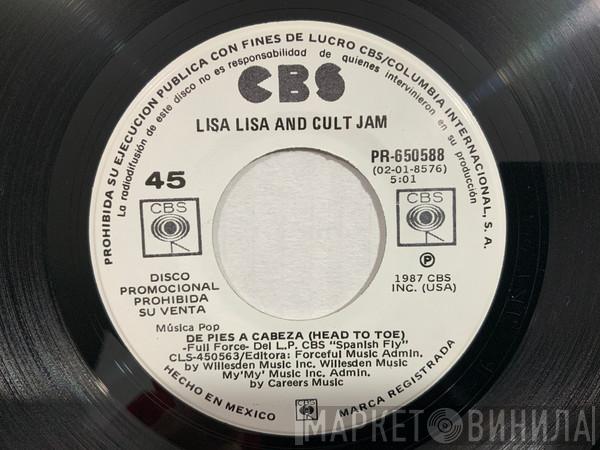 PROHIBIDA SU EJECUCION PUBLICA CON FINES DE LUCRO CBS/COLUMBIA INTERNACIONAL, S. A.
La radiodifusión de este disco no es responsabilidad de quienes intervinieron en su producción
CBS
LISA LISA AND CULT JAM
45
PR-650588
(02-01-8576)
5:01
CBS
CBS
DISCO
PROMOCIONAL
PROHIBIDA
SU VENTA
℗
1987 CBS
INC. (USA)
Música Pop
DE PIES A CABEZA (HEAD TO TOE)
-Full Force- Del L.P. CBS "Spanish Fly"
CLS-450563/Editora: Forceful Music Admin.
by Willesden Music Inc. Willesden Music
My'My' Music Inc. Admin.
by Careers Music
HECHO EN MEXICO
CBS
MARCA REGISTRADA
МАРКЕТ ВИНИЛА